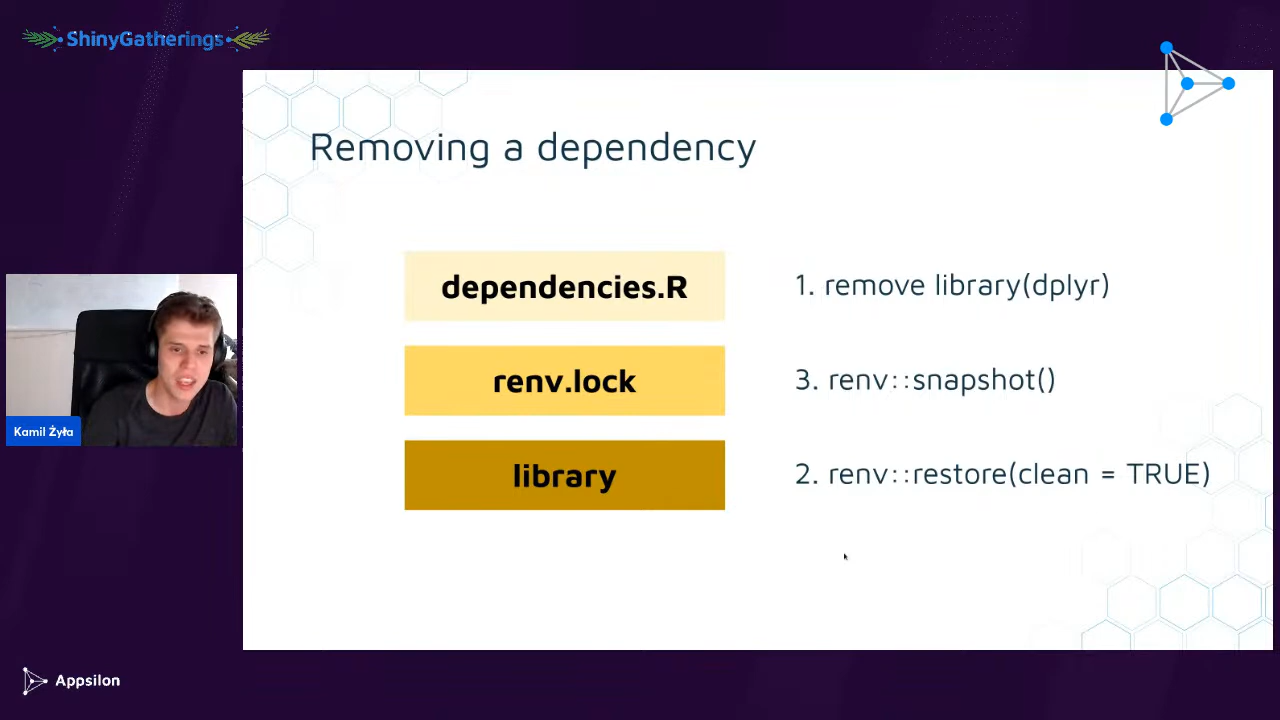 ShinyGatherings
Removing a dependency
dependencies.R
1. remove library(dplyr)
renv.lock
3. renv::snapshot()
library
2. renv::restore(clean = TRUE)
Kamil Żyła
Appsilon